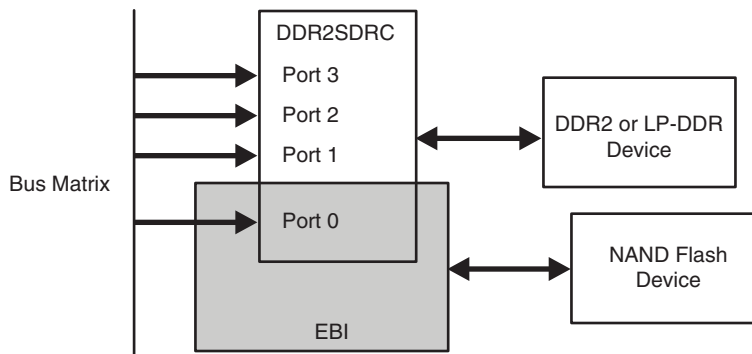 DDR2SDRC
Port 3
Port 2
Port 1
Port 0
Bus Matrix
EBI
DDR2 or LP-DDR
Device
NAND Flash
Device